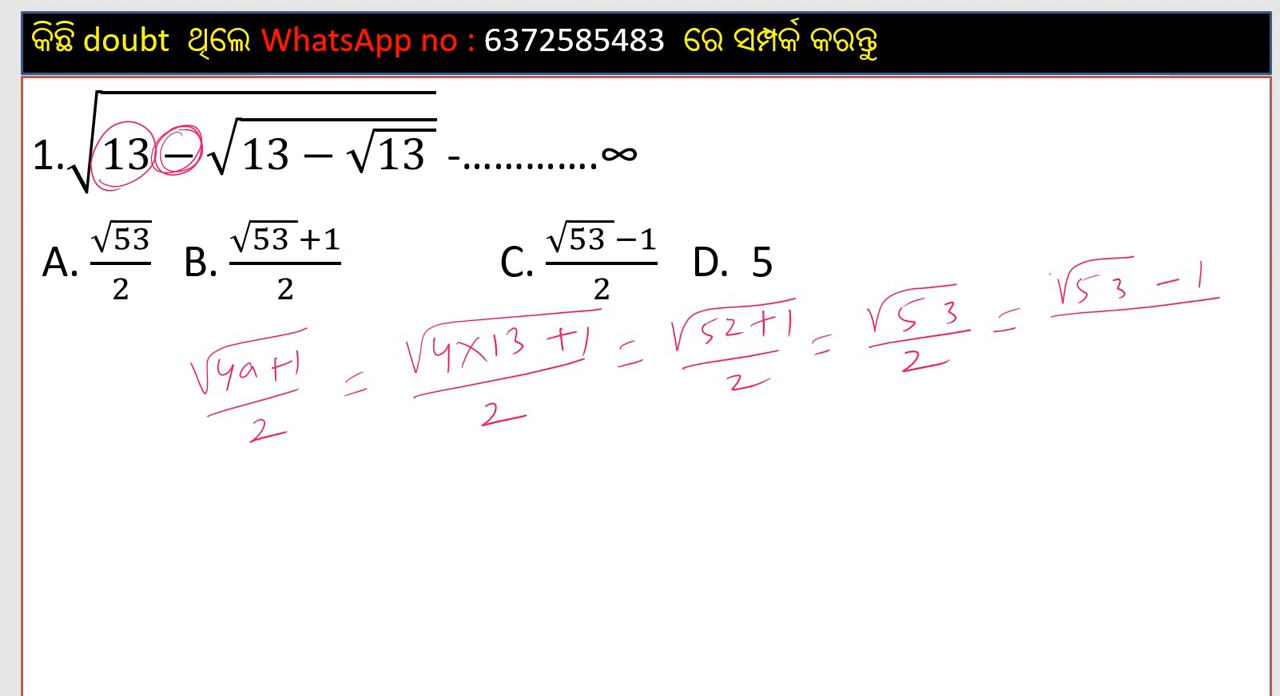 କିଛି doubt ଥିଲେ WhatsApp no : 6372585483 ରେ ସମ୍ପର୍କ କରନ୍ତୁ
1. √(13 − √(13 − √13)) -.............∞
A. √53/2 B. (√53 +1)/2 C. (√53 −1)/2 D. 5
√(4a+1)/2 = √(4×13 +1)/2 = √(52+1)/2 = √53/2 = √53 − 1